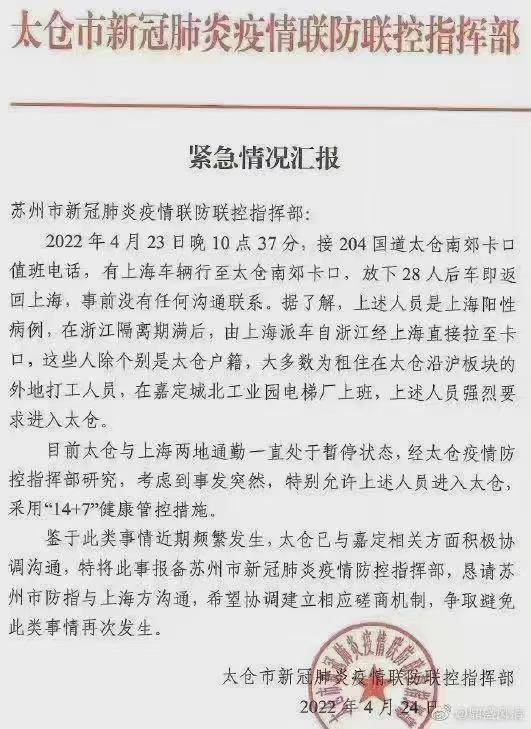 太仓市新冠肺炎疫情联防联控指挥部
紧急情况汇报
苏州市新冠肺炎疫情联防联控指挥部：
2022年4月23日晚10点37分，接204国道太仓南郊卡口
值班电话，有上海车辆行至太仓南郊卡口，放下28人后车即返
回上海，事前没有任何沟通联系。据了解，上述人员是上海阳性
病例，在浙江隔离期满后，由上海派车自浙江经上海直接拉至卡
口，这些人除个别是太仓户籍，大多数为租住在太仓沿沪板块的
外地打工人员，在嘉定城北工业园电梯厂上班，上述人员强烈要
求进入太仓。
目前太仓与上海两地通勤一直处于暂停状态，经太仓疫情防
控指挥部研究，考虑到事发突然，特别允许上述人员进入太仓，
采用“14+7”健康管控措施。
鉴于此类事情近期频繁发生，太仓已与嘉定相关方面积极协
调沟通，特将此事报备苏州市新冠肺炎疫情防控指挥部，恳请苏
州市防指与上海方沟通，希望协调建立相应磋商机制，争取避免
此类事情再次发生。
太仓市新冠肺炎疫情联防联控指挥部
2022年4月24日